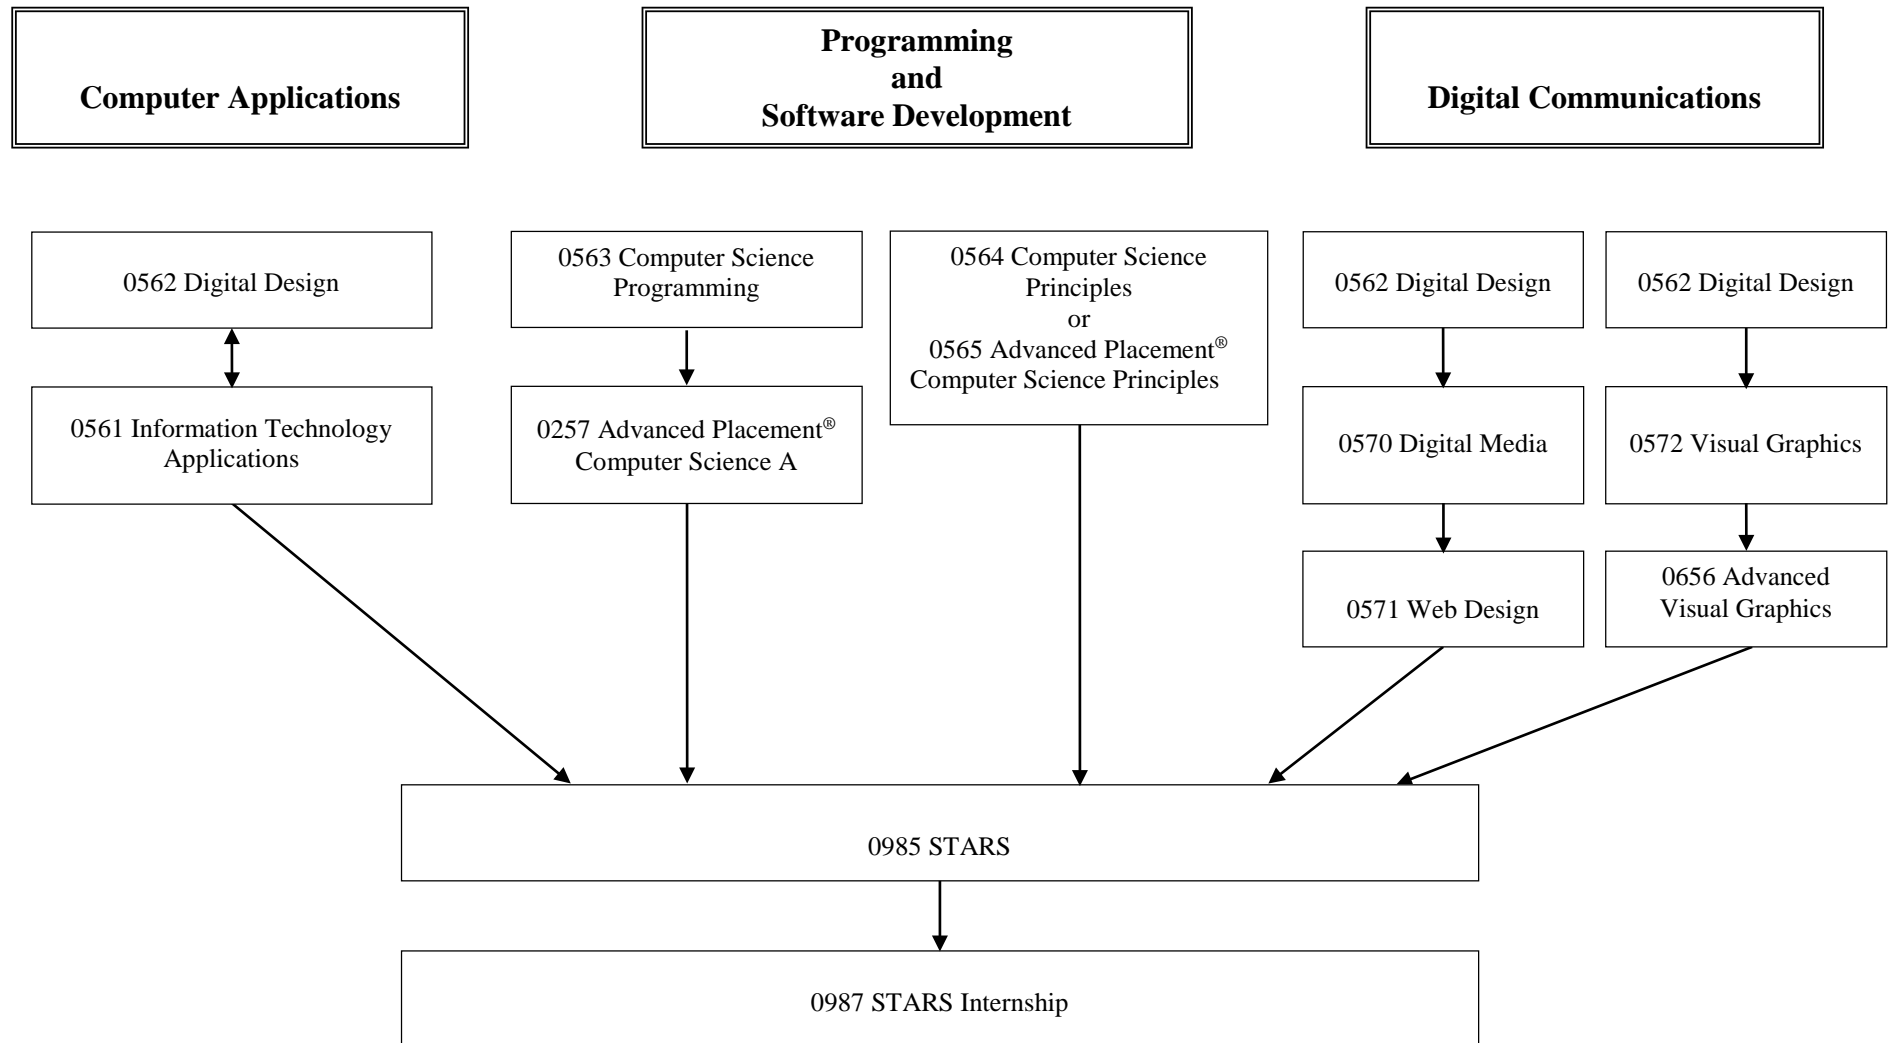 Computer Applications
Programming
and
Software Development
Digital Communications
0562 Digital Design
0563 Computer Science
Programming
0564 Computer Science
Principles
or
0565 Advanced Placement®
Computer Science Principles
0562 Digital Design
0562 Digital Design
0561 Information Technology
Applications
0257 Advanced Placement®
Computer Science A
0570 Digital Media
0572 Visual Graphics
0571 Web Design
0656 Advanced
Visual Graphics
0985 STARS
0987 STARS Internship